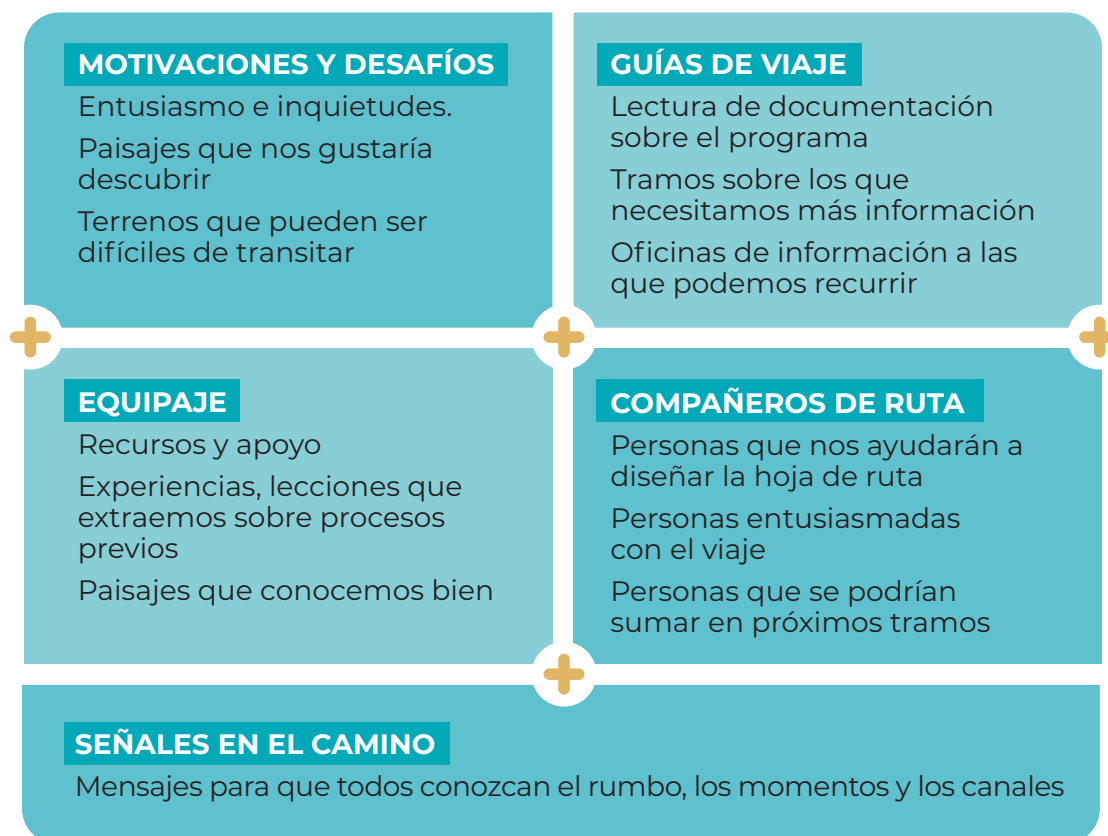 MOTIVACIONES Y DESAFÍOS
Entusiasmo e inquietudes.
Paisajes que nos gustaría
descubrir
Terrenos que pueden ser
difíciles de transitar
GUÍAS DE VIAJE
Lectura de documentación
sobre el programa
Tramos sobre los que
necesitamos más información
Oficinas de información a las
que podemos recurrir
EQUIPAJE
Recursos y apoyo
Experiencias, lecciones que
extraemos sobre procesos
previos
Paisajes que conocemos bien
COMPAÑEROS DE RUTA
Personas que nos ayudarán a
diseñar la hoja de ruta
Personas entusiasmadas
con el viaje
Personas que se podrían
sumar en próximos tramos
SEÑALES EN EL CAMINO
Mensajes para que todos conozcan el rumbo, los momentos y los canales